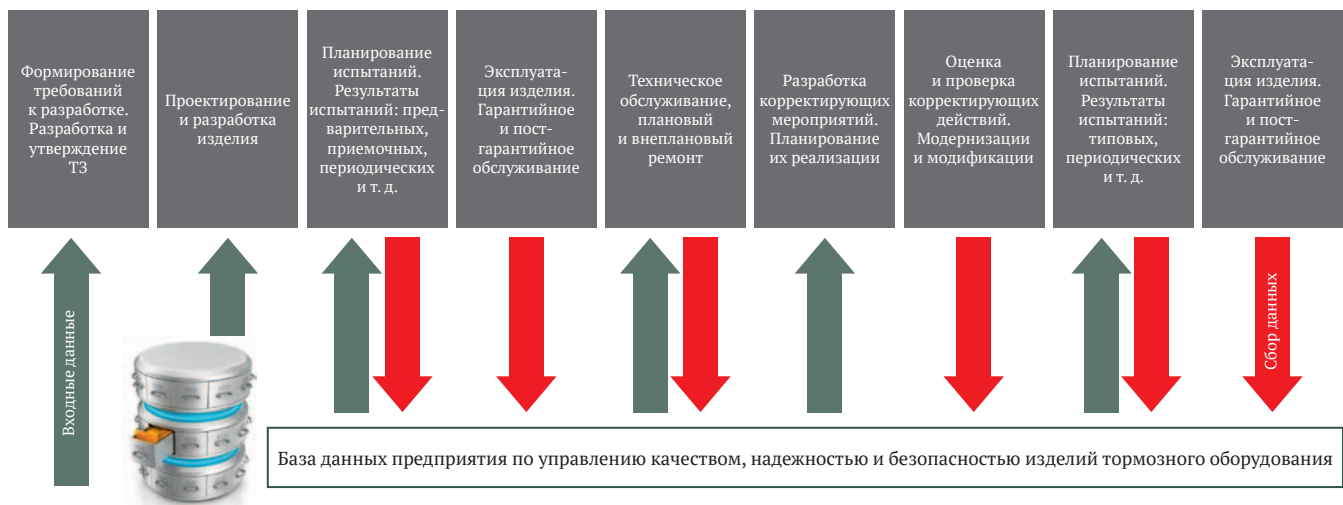 Формирование
требований
к разработке.
Разработка и
утверждение
ТЗ
Проектирование
и разработка
изделия
Планирование
испытаний.
Результаты
испытаний: пред-
варительных,
приемочных,
периодических
и т. д.
Эксплуата-
ция изделия.
Гарантийное
и пост-
гарантийное
обслуживание
Техническое
обслуживание,
плановый
и внеплановый
ремонт
Разработка
корректирующих
мероприятий.
Планирование
их реализации
Оценка
и проверка
корректирующих
действий.
Модернизации
и модификации
Планирование
испытаний.
Результаты
испытаний:
типовых,
периодических
и т. д.
Эксплуата-
ция изделия.
Гарантийное
и пост-
гарантийное
обслуживание
Входные данные
Сбор данных
База данных предприятия по управлению качеством, надежностью и безопасностью изделий тормозного оборудования